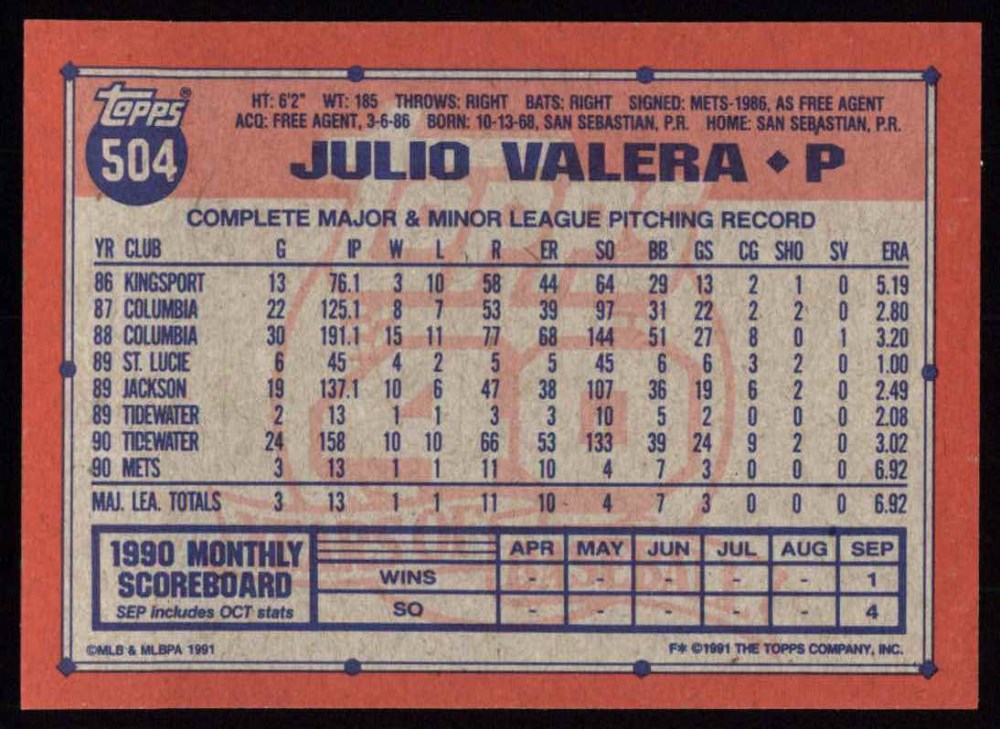 Topps®
504
HT: 6'2" WT: 185 THROWS: RIGHT BATS: RIGHT SIGNED: METS-1986, AS FREE AGENT
ACQ: FREE AGENT, 3-6-86 BORN: 10-13-68, SAN SEBASTIAN, P.R. HOME: SAN SEBASTIAN, P.R.
JULIO VALERA ◆ P
COMPLETE MAJOR & MINOR LEAGUE PITCHING RECORD
YR CLUB G IP W L R ER SO BB GS CG SHO SV ERA
86 KINGSPORT 13 76.1 3 10 58 44 64 29 13 2 1 0 5.19
87 COLUMBIA 22 125.1 8 7 53 39 97 31 22 2 2 0 2.80
88 COLUMBIA 30 191.1 15 11 77 68 144 51 27 8 0 1 3.20
89 ST. LUCIE 6 45 4 2 5 5 45 6 6 3 2 0 1.00
89 JACKSON 19 137.1 10 6 47 38 107 36 19 6 2 0 2.49
89 TIDEWATER 2 13 1 1 3 3 10 5 2 0 0 0 2.08
90 TIDEWATER 24 158 10 10 66 53 133 39 24 9 2 0 3.02
90 METS 3 13 1 1 11 10 4 7 3 0 0 0 6.92
MAJ. LEA. TOTALS 3 13 1 1 11 10 4 7 3 0 0 0 6.92
1990 MONTHLY SCOREBOARD
SEP includes OCT stats
APR MAY JUN JUL AUG SEP
WINS - - - - - 1
SO - - - - - 4
©MLB & MLBPA 1991
F* ©1991 THE TOPPS COMPANY, INC.